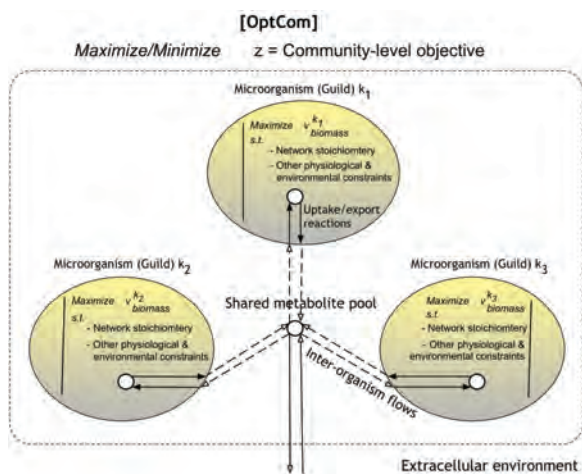 [OptCom]
Maximize/Minimize z = Community-level objective
Microorganism (Guild) k1
Maximize v k1 biomass
s.t.
- Network stoichiomtery
- Other physiological &
environmental constraints
Uptake/export
reactions
Microorganism (Guild) k2
Maximize v k2 biomass
s.t.
- Network stoichiomtery
- Other physiological &
environmental constraints
Microorganism (Guild) k3
Maximize v k3 biomass
s.t
- Network stoichiomtery
- Other physiological &
environmental constraints
Shared metabolite pool
Inter-organism flows
Extracellular environment